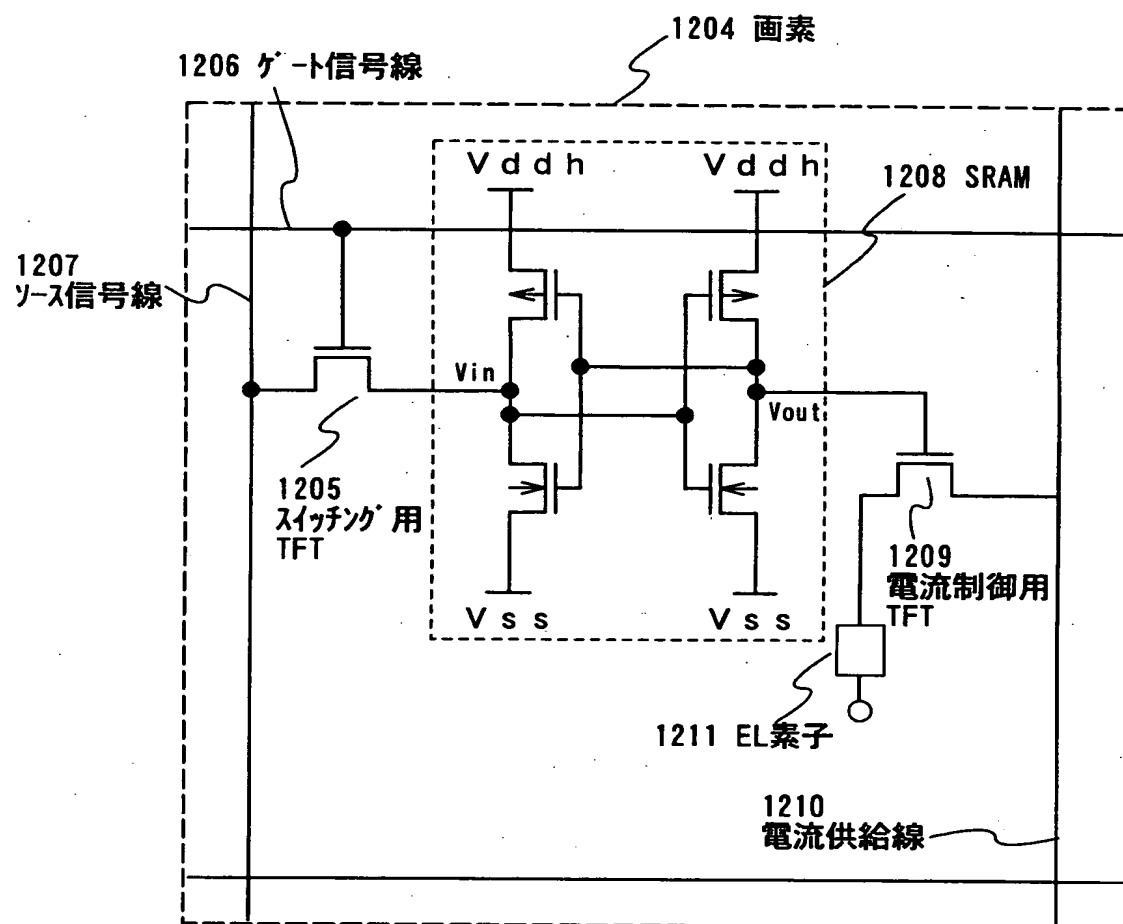 1204 画素
1206 ゲート信号線
Vddh
Vddh
1208 SRAM
1207
ソース信号線
Vin
Vout
1205
スイッチング用
TFT
1209
電流制御用
TFT
Vss
Vss
1211 EL素子
1210
電流供給線